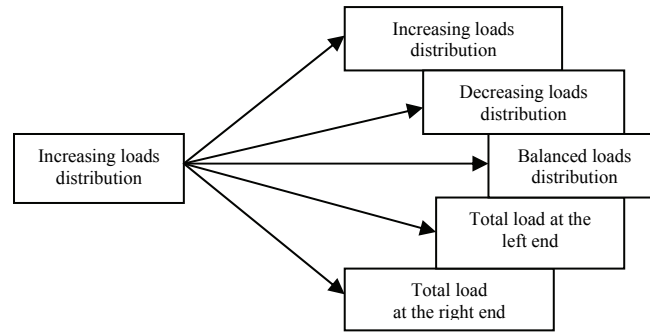 Increasing loads
distribution
Decreasing loads
distribution
Increasing loads
distribution
Balanced loads
distribution
Total load at the
left end
Total load
at the right end